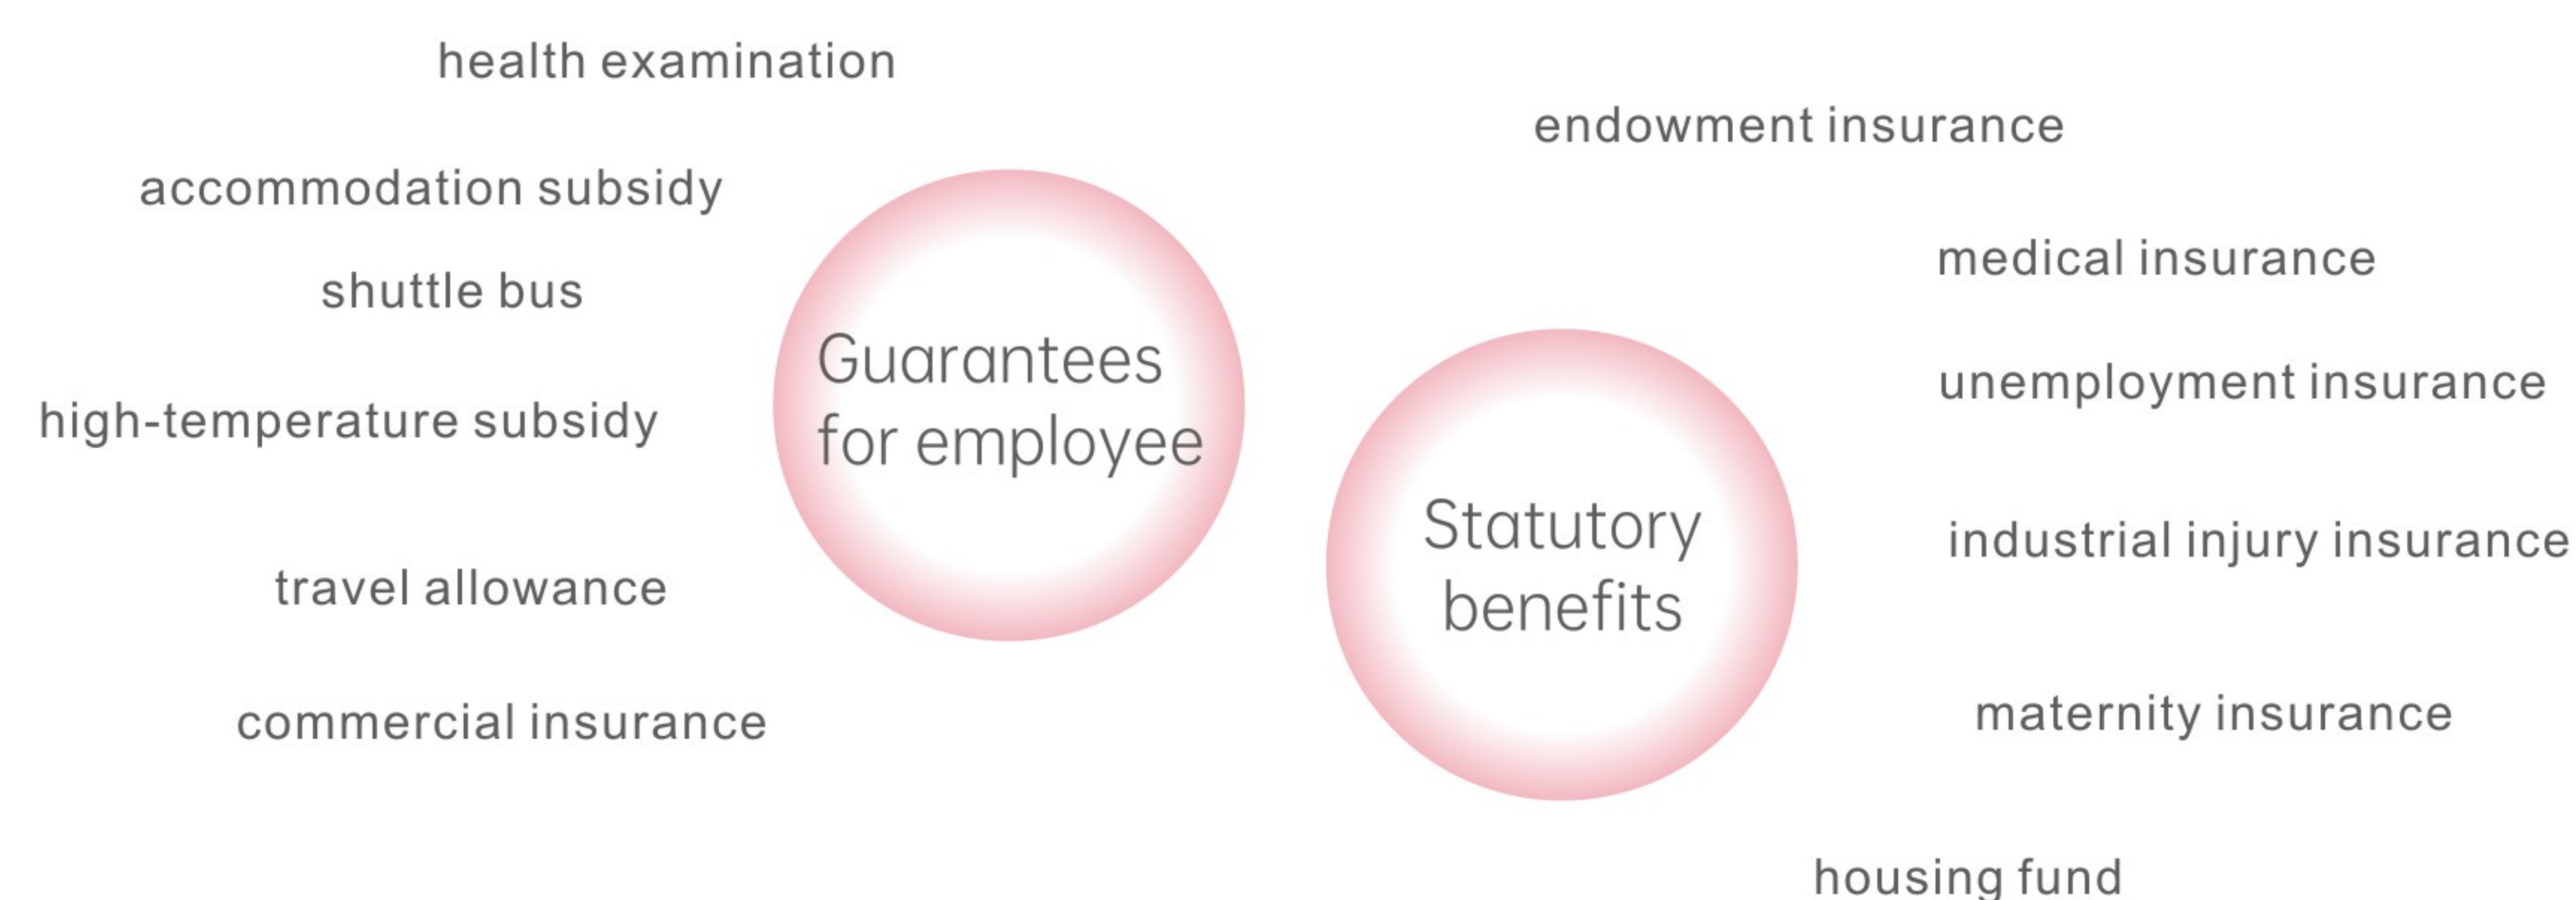 health examination
accommodation subsidy
shuttle bus
high-temperature subsidy
travel allowance
commercial insurance
Guarantees
for employee
Statutory
benefits
endowment insurance
medical insurance
unemployment insurance
industrial injury insurance
maternity insurance
housing fund